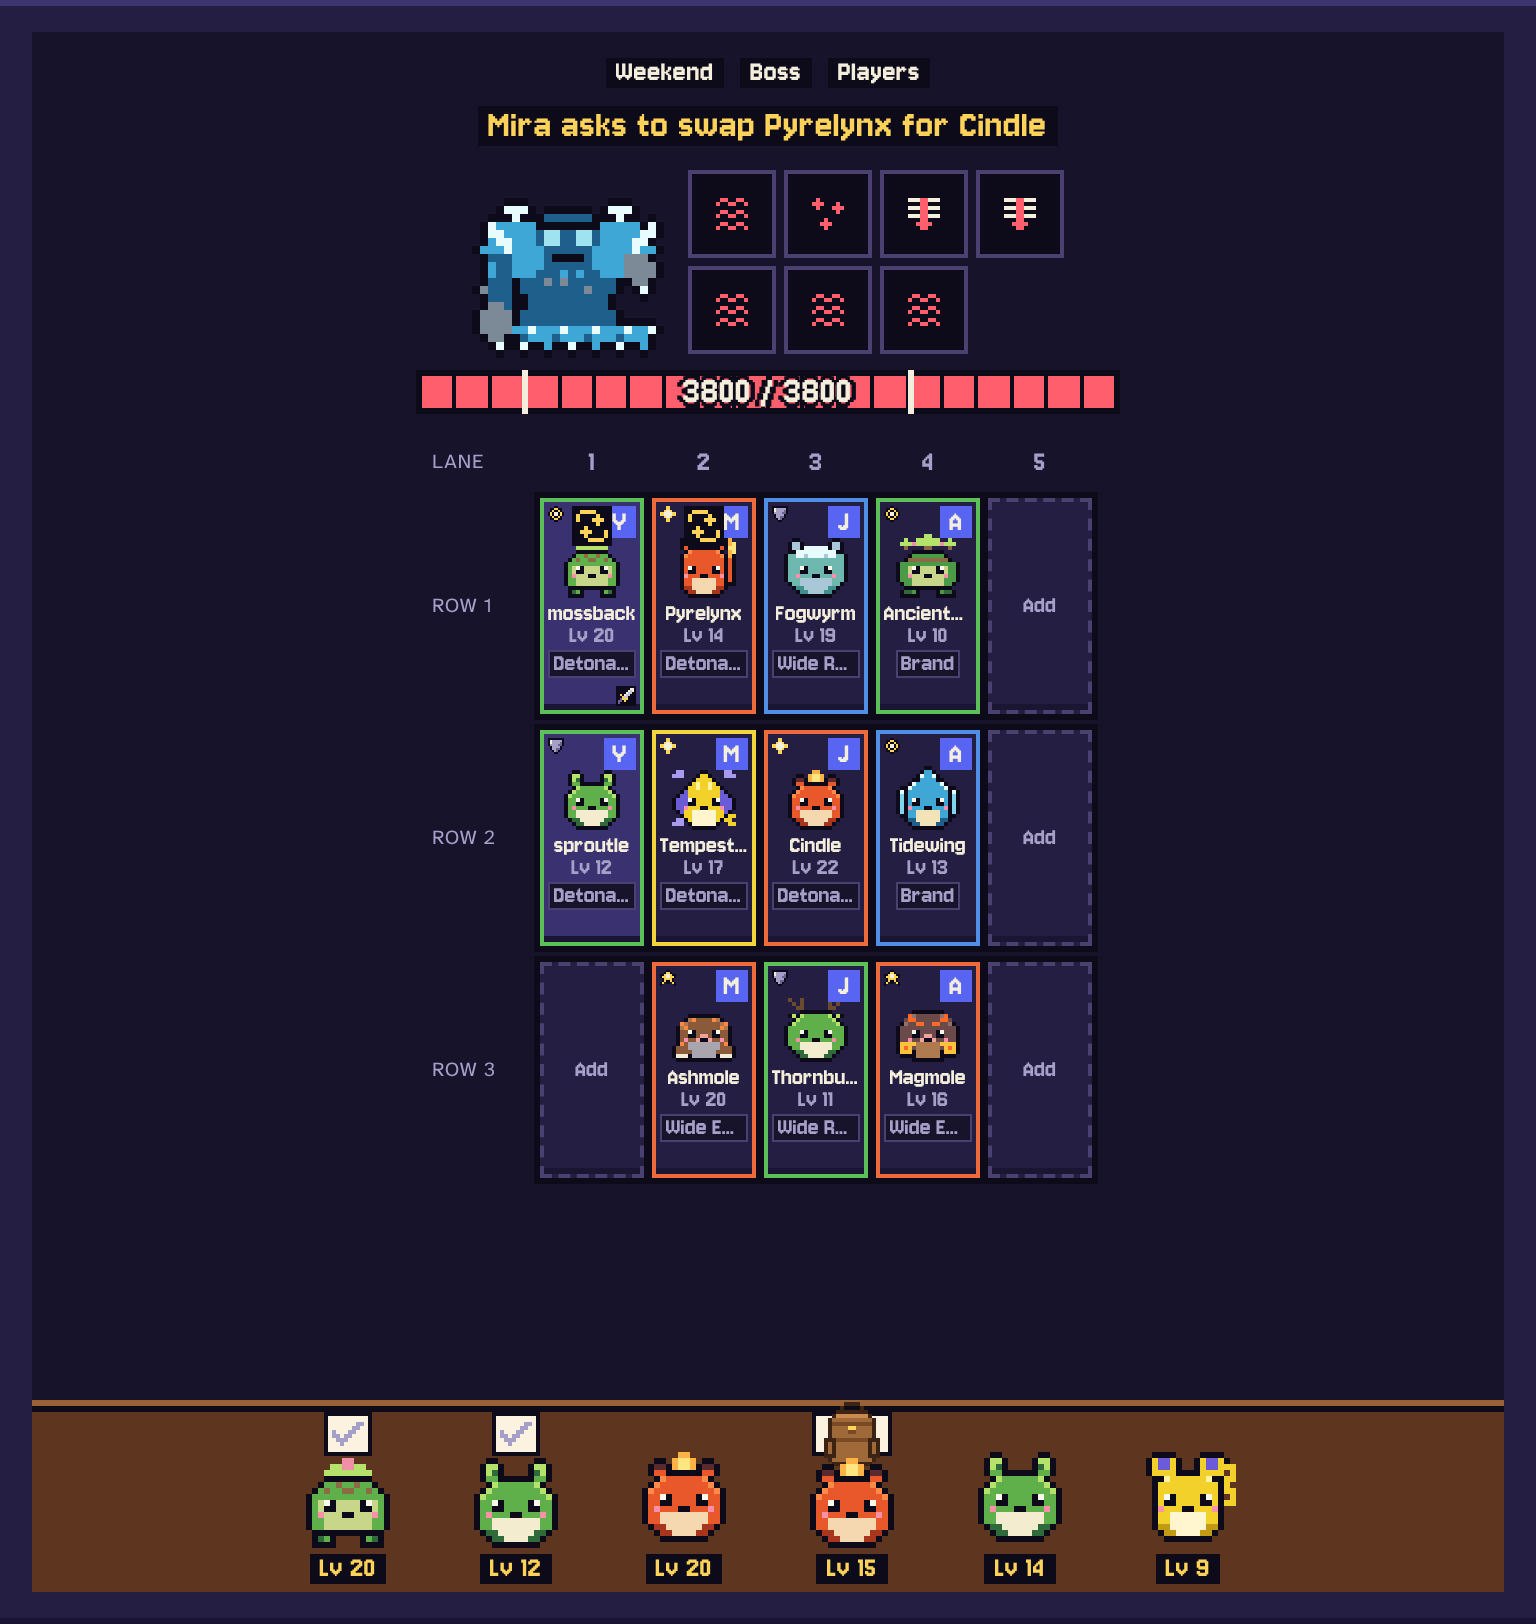 Weekend Boss Players
Mira asks to swap Pyrelynx for Cindle
3800/3800
LANE 1 2 3 4 5
ROW 1
Y M J A
mossback Pyrelynx Fogwyrm Ancient... Add
Lv 20 Lv 14 Lv 19 Lv 10
Detona... Detona... Wide R... Brand
ROW 2
Y M J A
sproutle Tempest... Cindle Tidewing Add
Lv 12 Lv 17 Lv 22 Lv 13
Detona... Detona... Detona... Brand
ROW 3
M J A
Add Ashmole Thornbu... Magmole Add
Lv 20 Lv 11 Lv 16
Wide E... Wide R... Wide E...
Lv 20 Lv 12 Lv 20 Lv 15 Lv 14 Lv 9